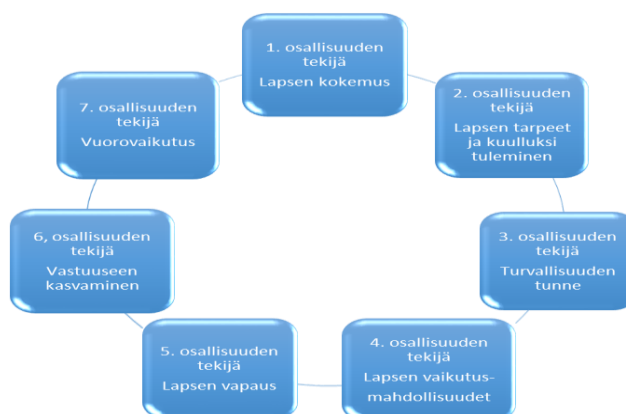 1. osallisuuden
tekijä
Lapsen kokemus
2. osallisuuden
tekijä
Lapsen tarpeet
ja kuulluksi
tuleminen
3. osallisuuden
tekijä
Turvallisuuden
tunne
4. osallisuuden
tekijä
Lapsen vaikutus-
mahdollisuudet
5. osallisuuden
tekijä
Lapsen vapaus
6, osallisuuden
tekijä
Vastuuseen
kasvaminen
7. osallisuuden
tekijä
Vuorovaikutus